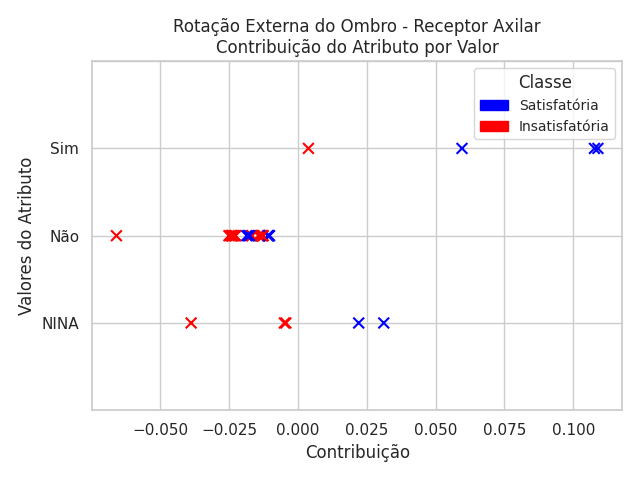 Rotação Externa do Ombro - Receptor Axilar
Contribuição do Atributo por Valor
Classe
Satisfatória
Insatisfatória
Valores do Atributo
Sim
Não
NINA
−0.050 −0.025 0.000 0.025 0.050 0.075 0.100
Contribuição